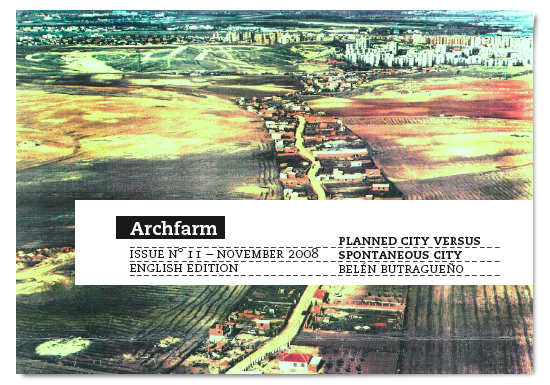 Archfarm
ISSUE Nº 11 – NOVEMBER 2008
ENGLISH EDITION
PLANNED CITY VERSUS
SPONTANEOUS CITY
BELÉN BUTRAGUEÑO